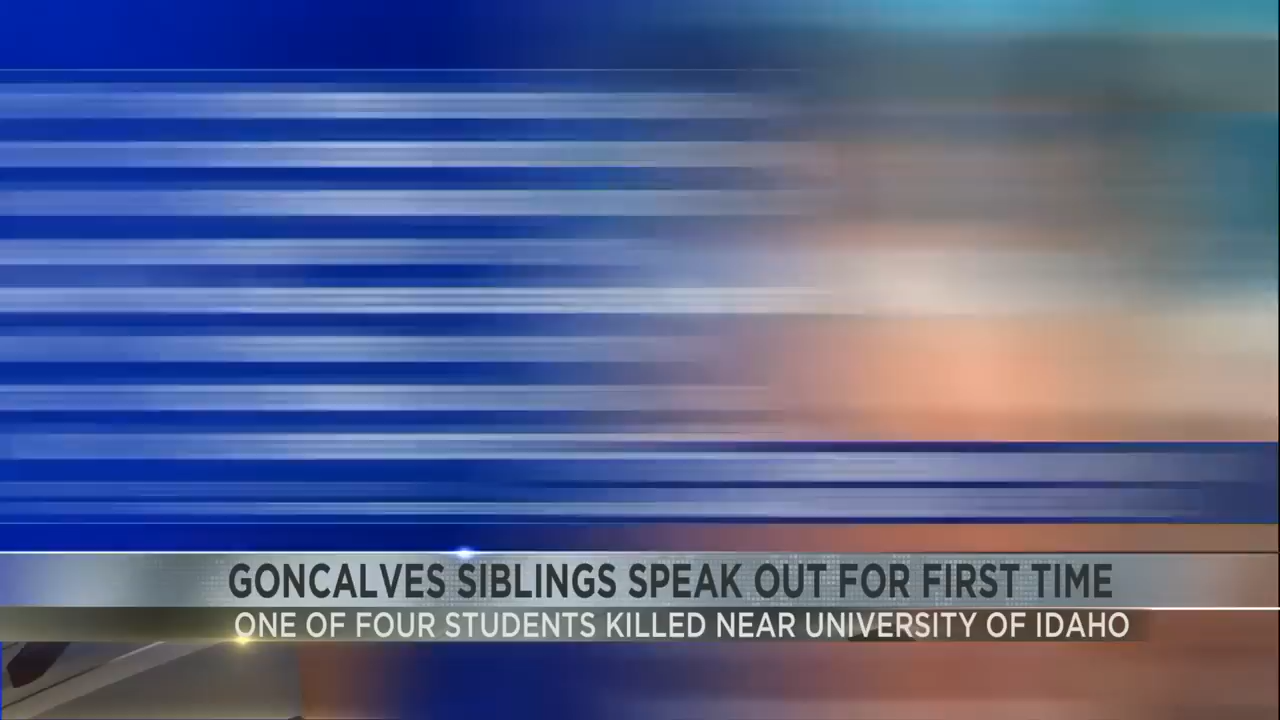 GONCALVES SIBLINGS SPEAK OUT FOR FIRST TIME
ONE OF FOUR STUDENTS KILLED NEAR UNIVERSITY OF IDAHO